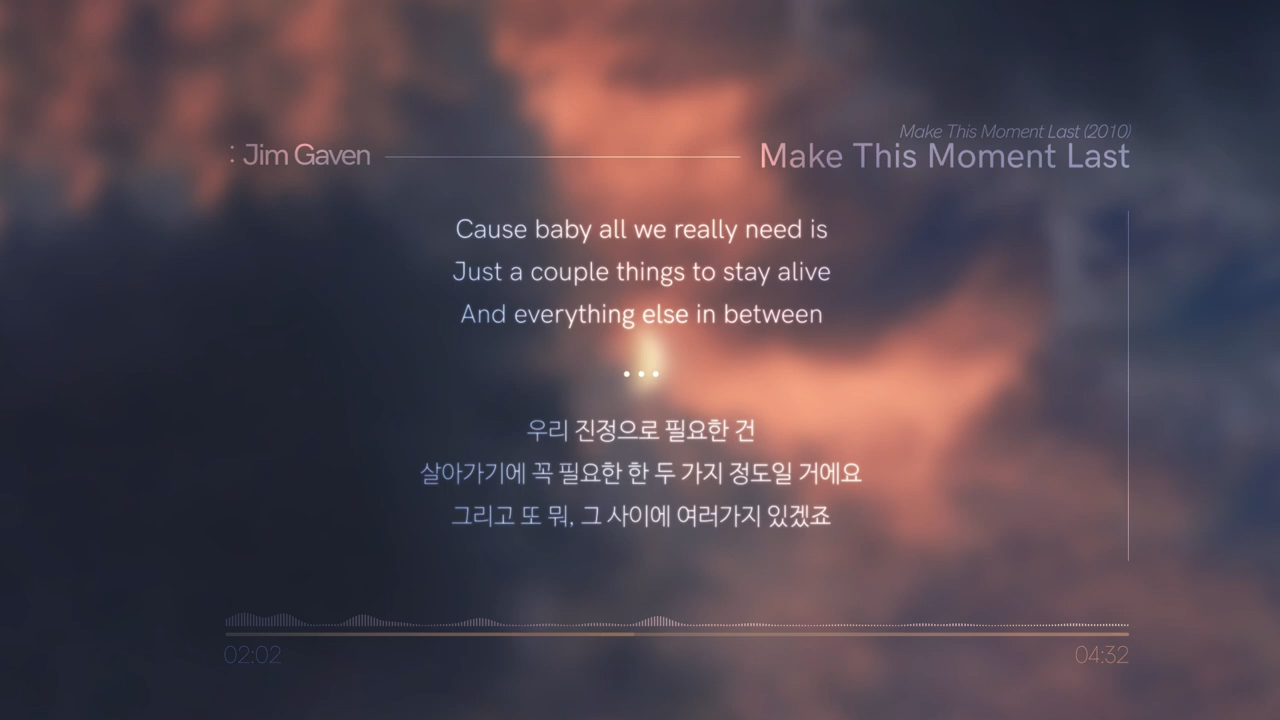 Make This Moment Last (2010)
: Jim Gaven
Make This Moment Last
Cause baby all we really need is
Just a couple things to stay alive
And everything else in between
...
우리 진정으로 필요한 건
살아가기에 꼭 필요한 한 두 가지 정도일 거에요
그리고 또 뭐, 그 사이에 여러가지 있겠죠
02:02
04:32